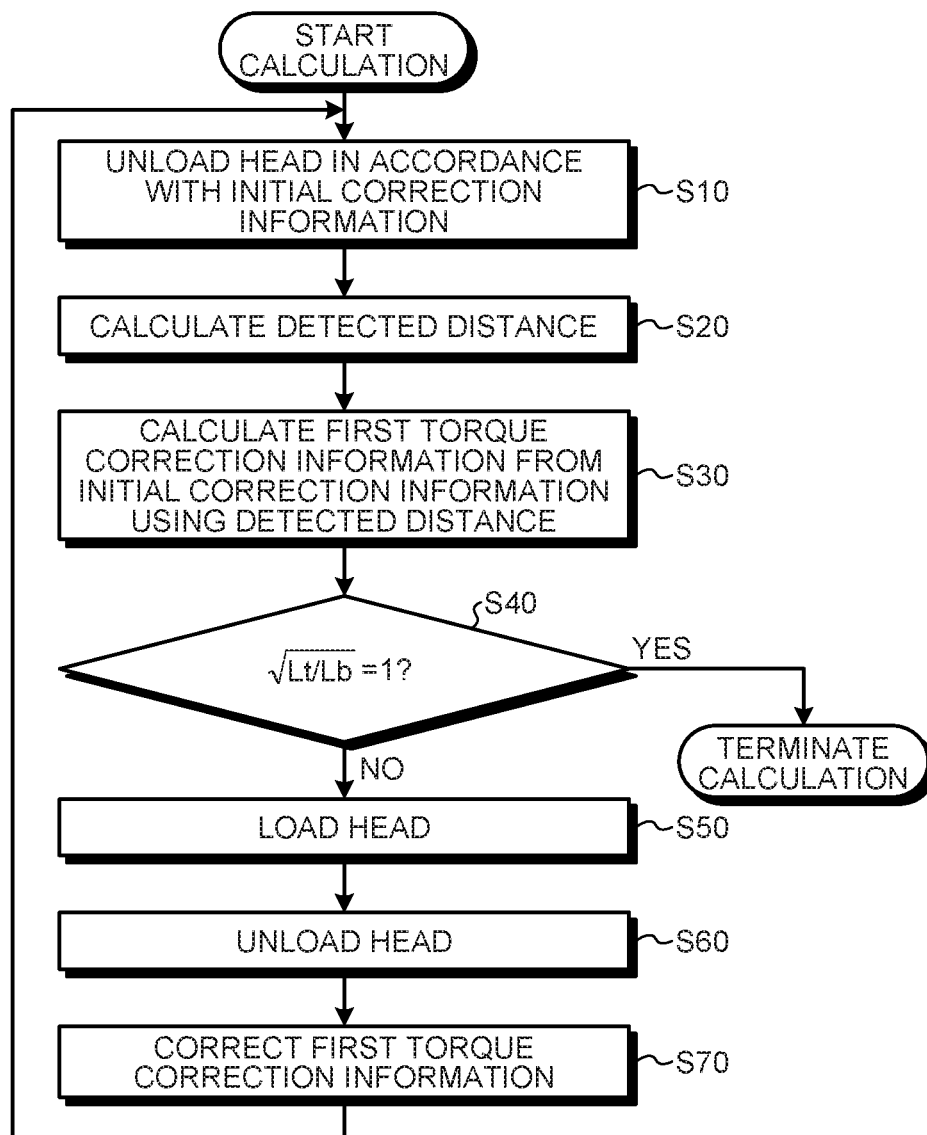 START
CALCULATION
UNLOAD HEAD IN ACCORDANCE
WITH INITIAL CORRECTION
INFORMATION
S10
CALCULATE DETECTED DISTANCE
S20
CALCULATE FIRST TORQUE
CORRECTION INFORMATION FROM
INITIAL CORRECTION INFORMATION
USING DETECTED DISTANCE
S30
S40
√Lt/Lb =1?
YES
TERMINATE
CALCULATION
NO
LOAD HEAD
S50
UNLOAD HEAD
S60
CORRECT FIRST TORQUE
CORRECTION INFORMATION
S70